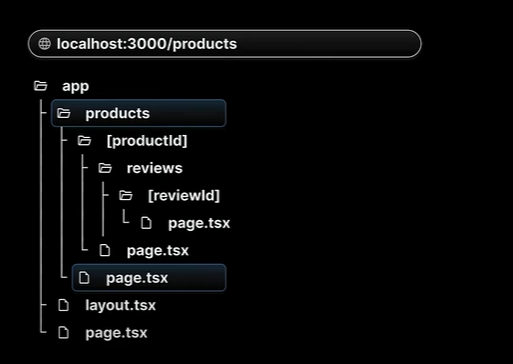 localhost:3000/products
app
products
[productId]
reviews
[reviewId]
page.tsx
page.tsx
page.tsx
layout.tsx
page.tsx